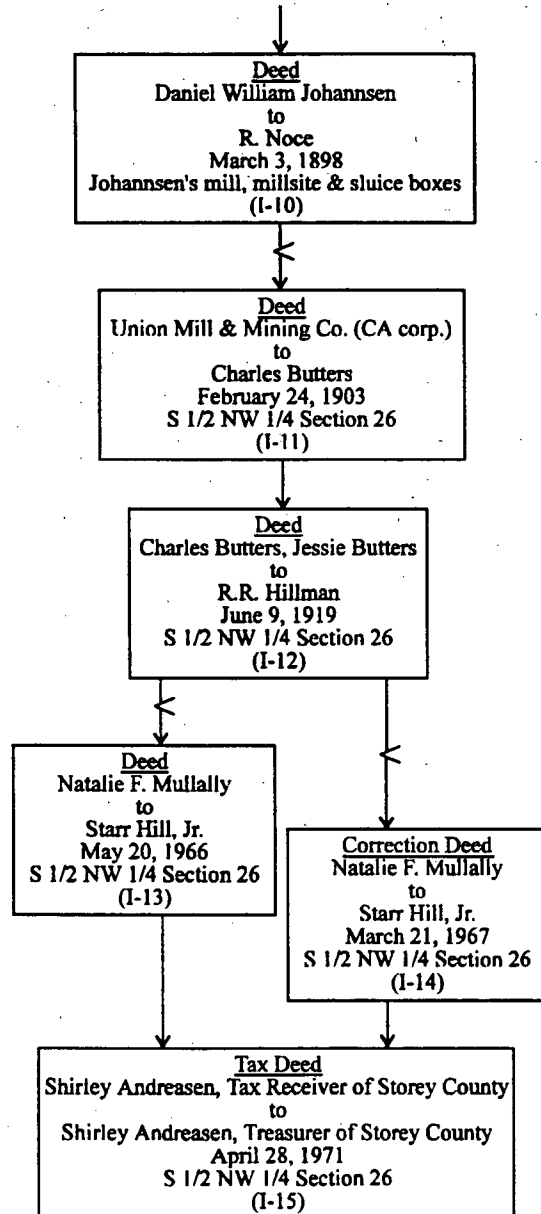 Deed
Daniel William Johannsen
to
R. Noce
March 3, 1898
Johannsen's mill, millsite & sluice boxes
(I-10)
Deed
Union Mill & Mining Co. (CA corp.)
to
Charles Butters
February 24, 1903
S 1/2 NW 1/4 Section 26
(I-11)
Deed
Charles Butters, Jessie Butters
to
R.R. Hillman
June 9, 1919
S 1/2 NW 1/4 Section 26
(I-12)
Deed
Natalie F. Mullally
to
Starr Hill, Jr.
May 20, 1966
S 1/2 NW 1/4 Section 26
(I-13)
Correction Deed
Natalie F. Mullally
to
Starr Hill, Jr.
March 21, 1967
S 1/2 NW 1/4 Section 26
(I-14)
Tax Deed
Shirley Andreasen, Tax Receiver of Storey County
to
Shirley Andreasen, Treasurer of Storey County
April 28, 1971
S 1/2 NW 1/4 Section 26
(I-15)